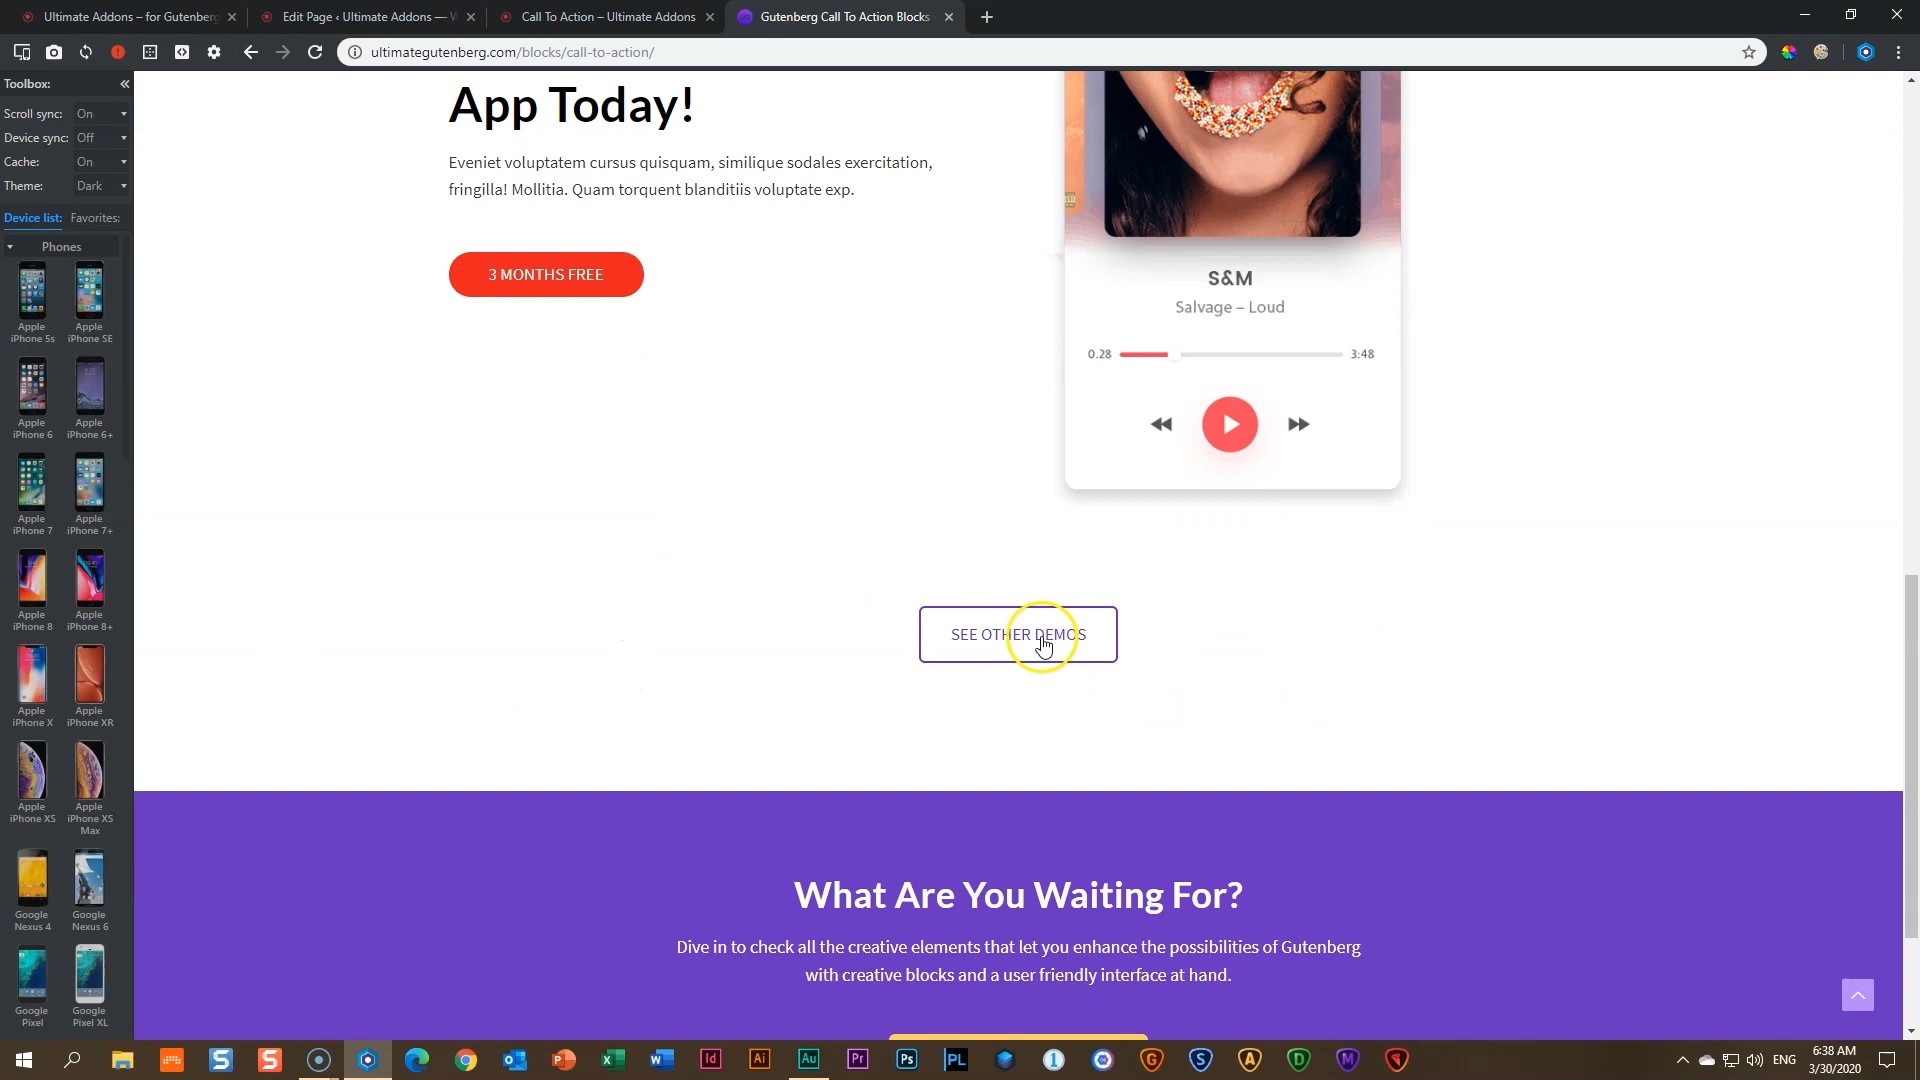 Ultimate Addons – for Gutenberg
Edit Page ‹ Ultimate Addons — W
Call To Action – Ultimate Addons
Gutenberg Call To Action Blocks
ultimategutenberg.com/blocks/call-to-action/
Toolbox:
Scroll sync: On
Device sync: Off
Cache: On
Theme: Dark
Device list: Favorites:
Phones
Apple iPhone 5s
Apple iPhone SE
Apple iPhone 6
Apple iPhone 6+
Apple iPhone 7
Apple iPhone 7+
Apple iPhone 8
Apple iPhone 8+
Apple iPhone X
Apple iPhone XR
Apple iPhone XS
Apple iPhone XS Max
Google Nexus 4
Google Nexus 6
Google Pixel
Google Pixel XL
App Today!
Eveniet voluptatem cursus quisquam, similique sodales exercitation,
fringilla! Mollitia. Quam torquent blanditiis voluptate exp.
3 MONTHS FREE
S&M
Salvage – Loud
0.28
3:48
SEE OTHER DEMOS
What Are You Waiting For?
Dive in to check all the creative elements that let you enhance the possibilities of Gutenberg
with creative blocks and a user friendly interface at hand.
ENG
6:38 AM
3/30/2020